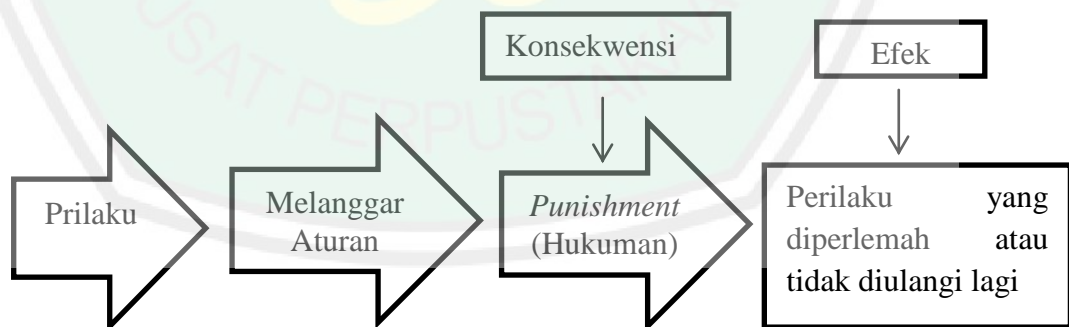 Konsekwensi
Efek
Prilaku
Melanggar
Aturan
Punishment
(Hukuman)
Perilaku yang
diperlemah atau
tidak diulangi lagi